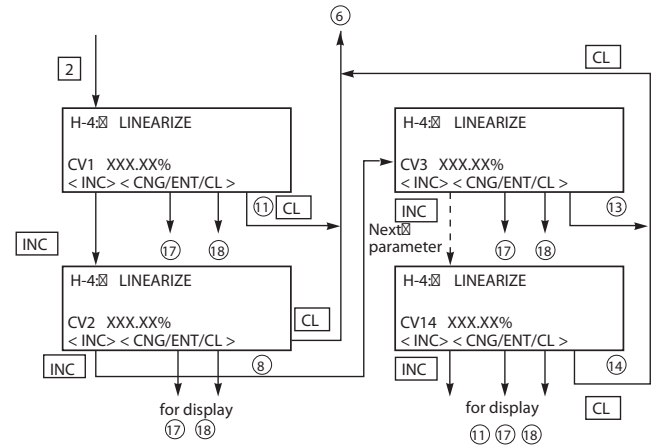 ⑥
CL
2
H-4: LINEARIZE
CV1 XXX.XX%
< INC> < CNG/ENT/CL >
⑪ CL
INC
⑰ ⑱
H-4: LINEARIZE
CV2 XXX.XX%
< INC> < CNG/ENT/CL >
CL
INC
⑧
for display
⑰ ⑱
H-4: LINEARIZE
CV3 XXX.XX%
< INC> < CNG/ENT/CL >
INC
⑬
Next
parameter
⑰ ⑱
H-4: LINEARIZE
CV14 XXX.XX%
< INC> < CNG/ENT/CL >
INC
⑭
for display
CL
⑪ ⑰ ⑱